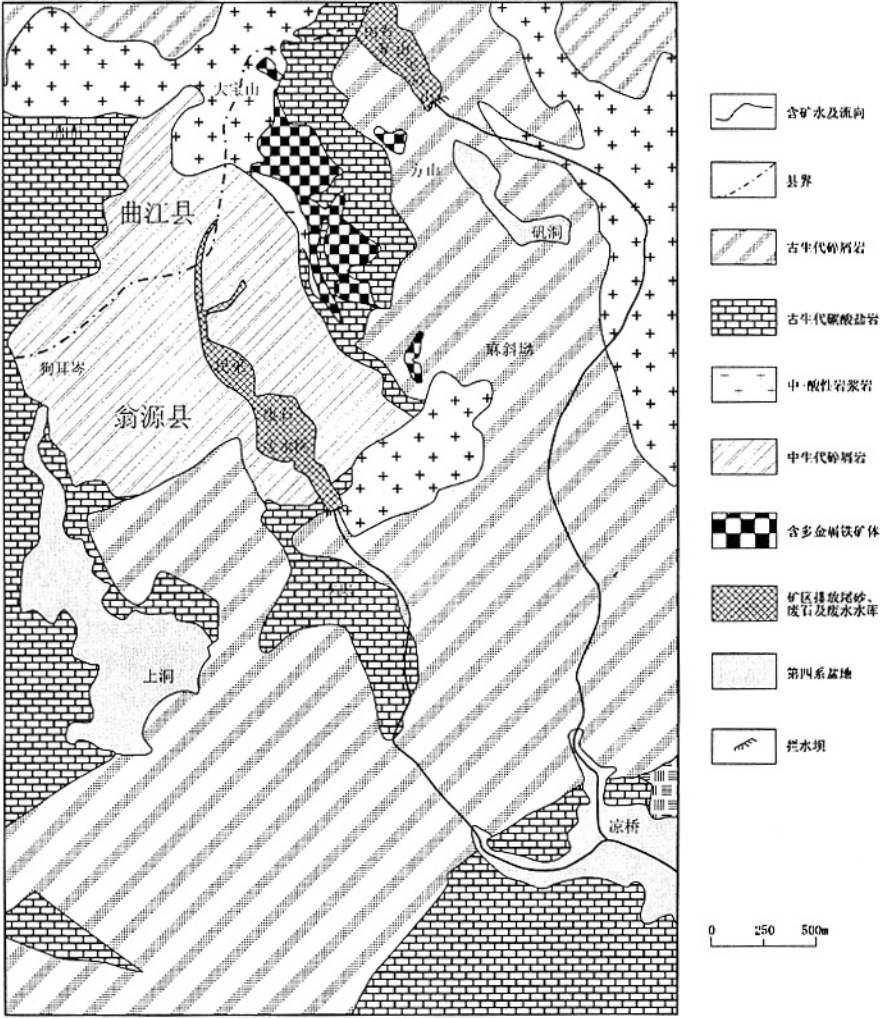 大宝山
方山
曲江县
矾洞
麻斜塝
狗耳岺
翁源县
上洞
凉桥
含矿水及流向
县界
古生代碎屑岩
古生代碳酸盐岩
中-酸性岩浆岩
中生代碎屑岩
含多金属铁矿体
矿区排放尾砂、
废石及废水水库
第四系盆地
拦水坝
0 250 500m